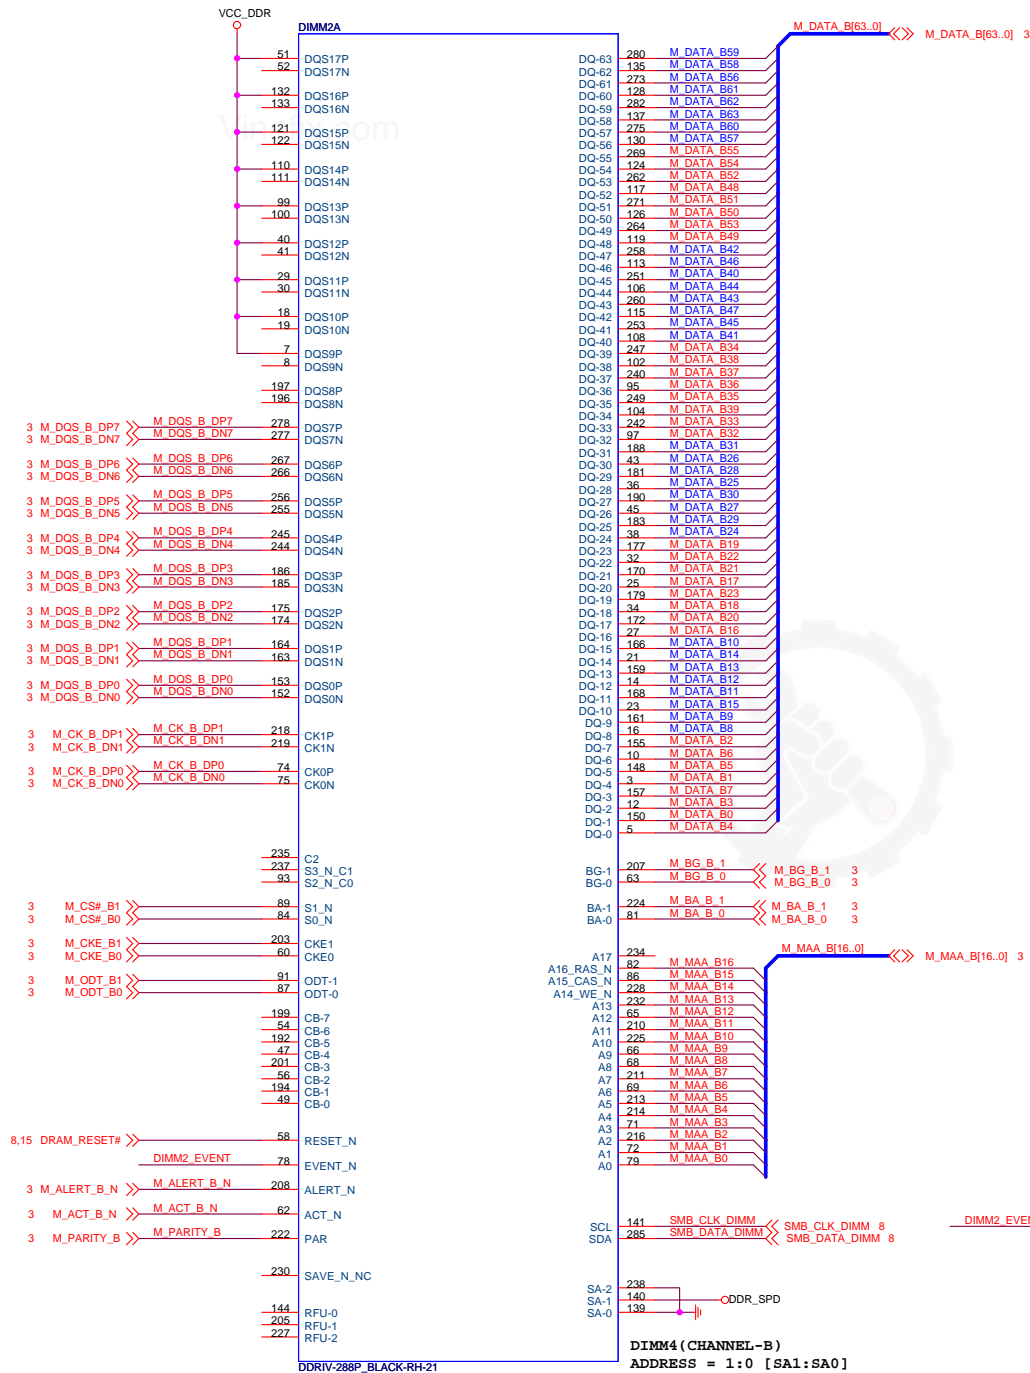 VCC_DDR
DIMM2A
M_DATA_B[63..0]
M_DATA_B[63..0] 3
51 DQS17P
52 DQS17N
132 DQS16P
133 DQS16N
121 DQS15P
122 DQS15N
110 DQS14P
111 DQS14N
99 DQS13P
100 DQS13N
40 DQS12P
41 DQS12N
29 DQS11P
30 DQS11N
18 DQS10P
19 DQS10N
7 DQS9P
8 DQS9N
197 DQS8P
196 DQS8N
3 M_DQS_B_DP7 M_DQS_B_DP7 278 DQS7P
3 M_DQS_B_DN7 M_DQS_B_DN7 277 DQS7N
3 M_DQS_B_DP6 M_DQS_B_DP6 267 DQS6P
3 M_DQS_B_DN6 M_DQS_B_DN6 266 DQS6N
3 M_DQS_B_DP5 M_DQS_B_DP5 256 DQS5P
3 M_DQS_B_DN5 M_DQS_B_DN5 255 DQS5N
3 M_DQS_B_DP4 M_DQS_B_DP4 245 DQS4P
3 M_DQS_B_DN4 M_DQS_B_DN4 244 DQS4N
3 M_DQS_B_DP3 M_DQS_B_DP3 186 DQS3P
3 M_DQS_B_DN3 M_DQS_B_DN3 185 DQS3N
3 M_DQS_B_DP2 M_DQS_B_DP2 175 DQS2P
3 M_DQS_B_DN2 M_DQS_B_DN2 174 DQS2N
3 M_DQS_B_DP1 M_DQS_B_DP1 164 DQS1P
3 M_DQS_B_DN1 M_DQS_B_DN1 163 DQS1N
3 M_DQS_B_DP0 M_DQS_B_DP0 153 DQS0P
3 M_DQS_B_DN0 M_DQS_B_DN0 152 DQS0N
3 M_CK_B_DP1 M_CK_B_DP1 218 CK1P
3 M_CK_B_DN1 M_CK_B_DN1 219 CK1N
3 M_CK_B_DP0 M_CK_B_DP0 74 CK0P
3 M_CK_B_DN0 M_CK_B_DN0 75 CK0N
235 C2
237 S3_N_C1
93 S2_N_C0
3 M_CS#_B1 89 S1_N
3 M_CS#_B0 84 S0_N
3 M_CKE_B1 203 CKE1
3 M_CKE_B0 60 CKE0
3 M_ODT_B1 91 ODT-1
3 M_ODT_B0 87 ODT-0
199 CB-7
54 CB-6
192 CB-5
47 CB-4
201 CB-3
56 CB-2
194 CB-1
49 CB-0
8,15 DRAM_RESET# 58 RESET_N
DIMM2_EVENT 78 EVENT_N
3 M_ALERT_B_N M_ALERT_B_N 208 ALERT_N
3 M_ACT_B_N M_ACT_B_N 62 ACT_N
3 M_PARITY_B M_PARITY_B 222 PAR
230 SAVE_N_NC
144 RFU-0
205 RFU-1
227 RFU-2
DQ-63 280 M_DATA_B59
DQ-62 135 M_DATA_B58
DQ-61 273 M_DATA_B56
DQ-60 128 M_DATA_B61
DQ-59 282 M_DATA_B62
DQ-58 137 M_DATA_B63
DQ-57 275 M_DATA_B60
DQ-56 130 M_DATA_B57
DQ-55 269 M_DATA_B55
DQ-54 124 M_DATA_B54
DQ-53 262 M_DATA_B52
DQ-52 117 M_DATA_B48
DQ-51 271 M_DATA_B51
DQ-50 126 M_DATA_B50
DQ-49 264 M_DATA_B53
DQ-48 119 M_DATA_B49
DQ-47 258 M_DATA_B42
DQ-46 113 M_DATA_B46
DQ-45 251 M_DATA_B40
DQ-44 106 M_DATA_B44
DQ-43 260 M_DATA_B43
DQ-42 115 M_DATA_B47
DQ-41 253 M_DATA_B45
DQ-40 108 M_DATA_B41
DQ-39 247 M_DATA_B34
DQ-38 102 M_DATA_B38
DQ-37 240 M_DATA_B37
DQ-36 95 M_DATA_B36
DQ-35 249 M_DATA_B35
DQ-34 104 M_DATA_B39
DQ-33 242 M_DATA_B33
DQ-32 97 M_DATA_B32
DQ-31 188 M_DATA_B31
DQ-30 43 M_DATA_B26
DQ-29 181 M_DATA_B28
DQ-28 36 M_DATA_B25
DQ-27 190 M_DATA_B30
DQ-26 45 M_DATA_B27
DQ-25 183 M_DATA_B29
DQ-24 38 M_DATA_B24
DQ-23 177 M_DATA_B19
DQ-22 32 M_DATA_B22
DQ-21 170 M_DATA_B21
DQ-20 25 M_DATA_B17
DQ-19 179 M_DATA_B23
DQ-18 34 M_DATA_B18
DQ-17 172 M_DATA_B20
DQ-16 27 M_DATA_B16
DQ-15 166 M_DATA_B10
DQ-14 21 M_DATA_B14
DQ-13 159 M_DATA_B13
DQ-12 14 M_DATA_B12
DQ-11 168 M_DATA_B11
DQ-10 23 M_DATA_B15
DQ-9 161 M_DATA_B9
DQ-8 16 M_DATA_B8
DQ-7 155 M_DATA_B2
DQ-6 10 M_DATA_B6
DQ-5 148 M_DATA_B5
DQ-4 3 M_DATA_B1
DQ-3 157 M_DATA_B7
DQ-2 12 M_DATA_B3
DQ-1 150 M_DATA_B0
DQ-0 5 M_DATA_B4
BG-1 207 M_BG_B_1 M_BG_B_1 3
BG-0 63 M_BG_B_0 M_BG_B_0 3
BA-1 224 M_BA_B_1 M_BA_B_1 3
BA-0 81 M_BA_B_0 M_BA_B_0 3
M_MAA_B[16..0]
M_MAA_B[16..0] 3
A17 234
A16_RAS_N 82 M_MAA_B16
A15_CAS_N 86 M_MAA_B15
A14_WE_N 228 M_MAA_B14
A13 232 M_MAA_B13
A12 65 M_MAA_B12
A11 210 M_MAA_B11
A10 225 M_MAA_B10
A9 66 M_MAA_B9
A8 68 M_MAA_B8
A7 211 M_MAA_B7
A6 69 M_MAA_B6
A5 213 M_MAA_B5
A4 214 M_MAA_B4
A3 71 M_MAA_B3
A2 216 M_MAA_B2
A1 72 M_MAA_B1
A0 79 M_MAA_B0
SCL 141 SMB_CLK_DIMM SMB_CLK_DIMM 8
SDA 285 SMB_DATA_DIMM SMB_DATA_DIMM 8
SA-2 238
SA-1 140 DDR_SPD
SA-0 139
DIMM4(CHANNEL-B)
ADDRESS = 1:0 [SA1:SA0]
DDRIV-288P_BLACK-RH-21